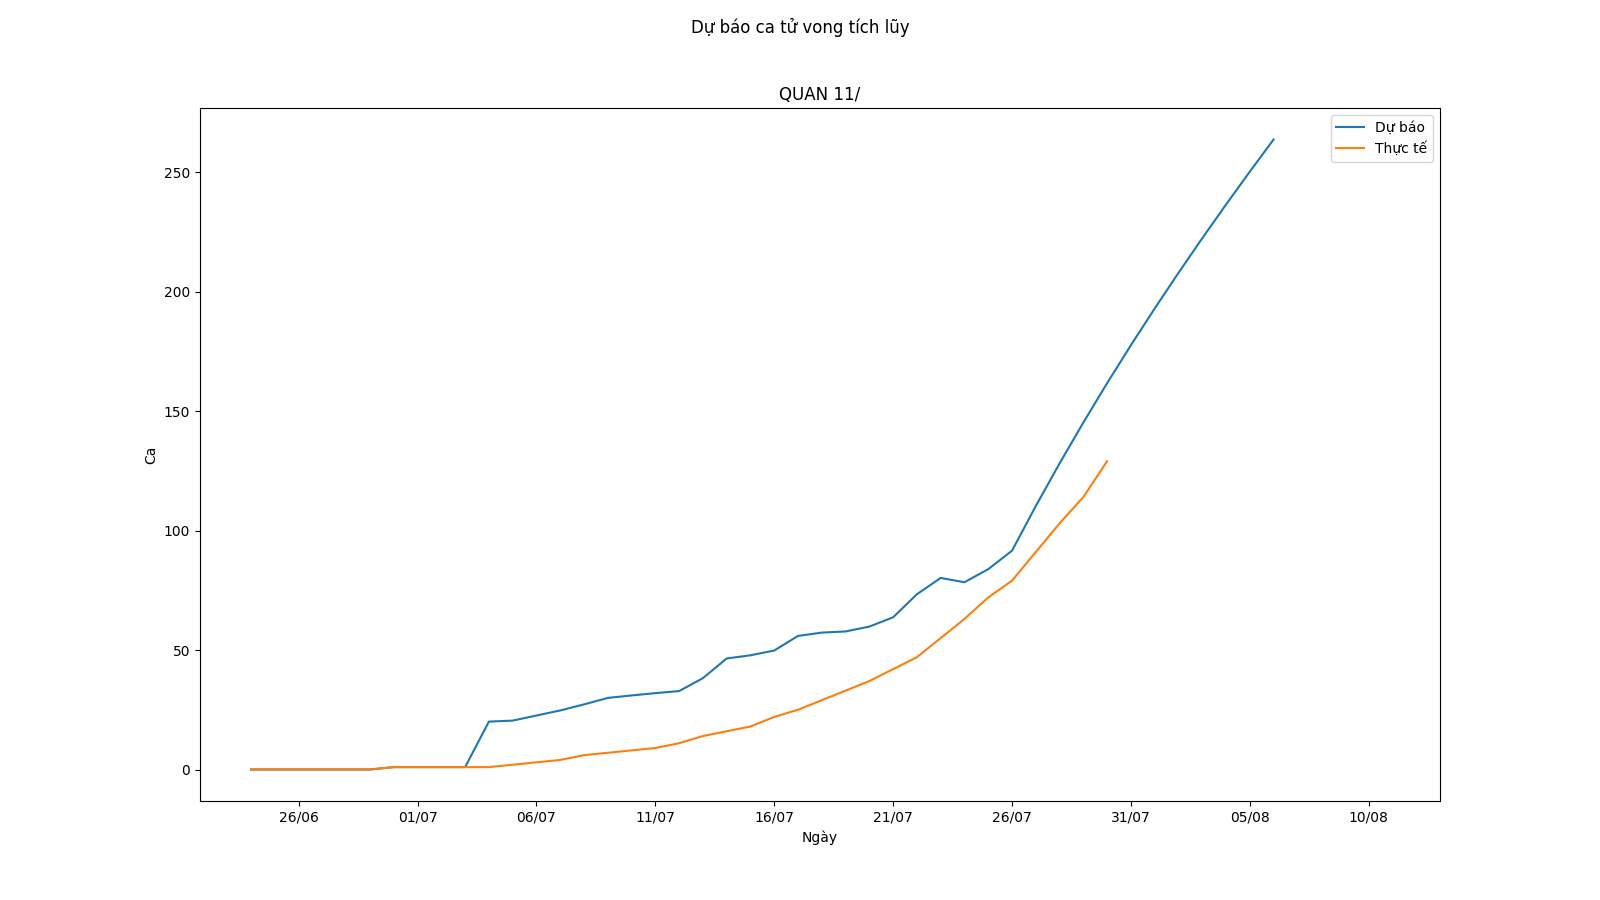 Dự báo ca tử vong tích lũy
QUAN 11/
Dự báo
Thực tế
250
200
150
100
50
0
Ca
26/06 01/07 06/07 11/07 16/07 21/07 26/07 31/07 05/08 10/08
Ngày